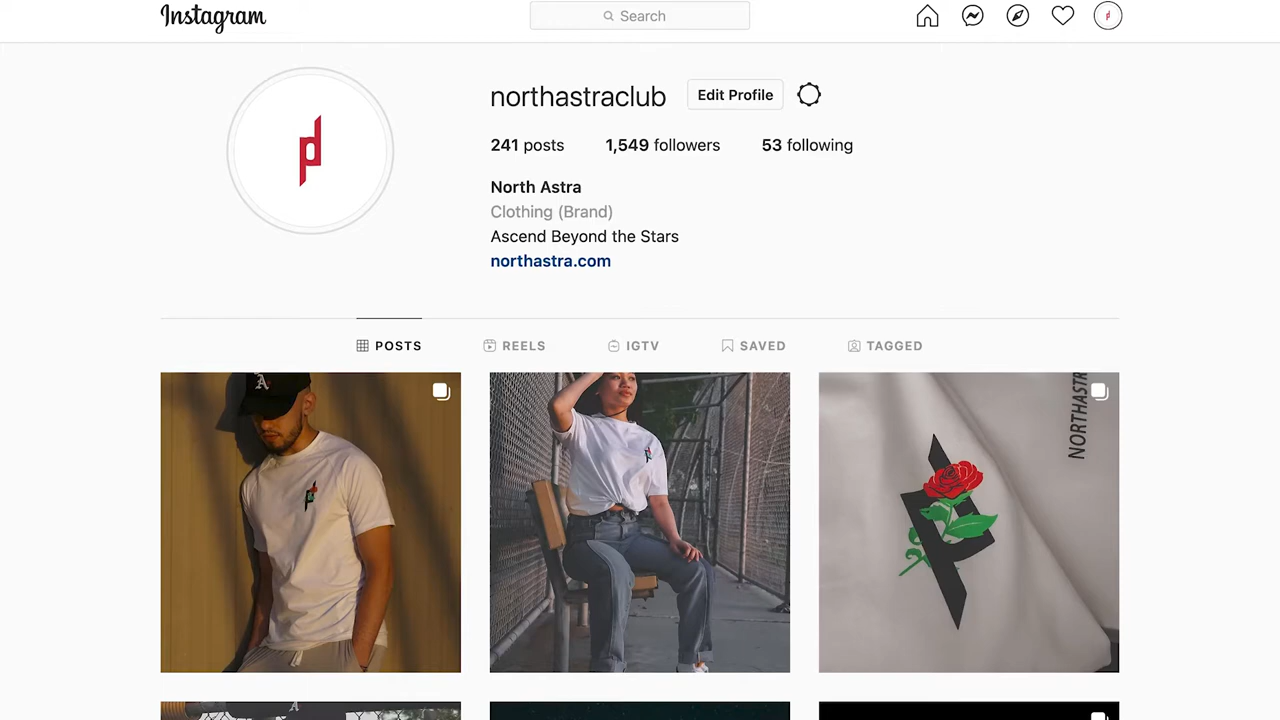 Instagram
Search
northastraclub
Edit Profile
241 posts 1,549 followers 53 following
North Astra
Clothing (Brand)
Ascend Beyond the Stars
northastra.com
POSTS REELS IGTV SAVED TAGGED
A
NORTHASTR
A